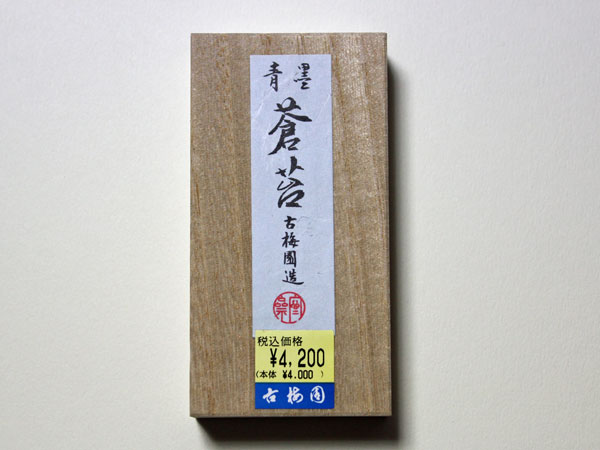 青墨
蒼苔
古梅園造
税込価格
¥4,200
(本体 ¥4.000 )
古梅園